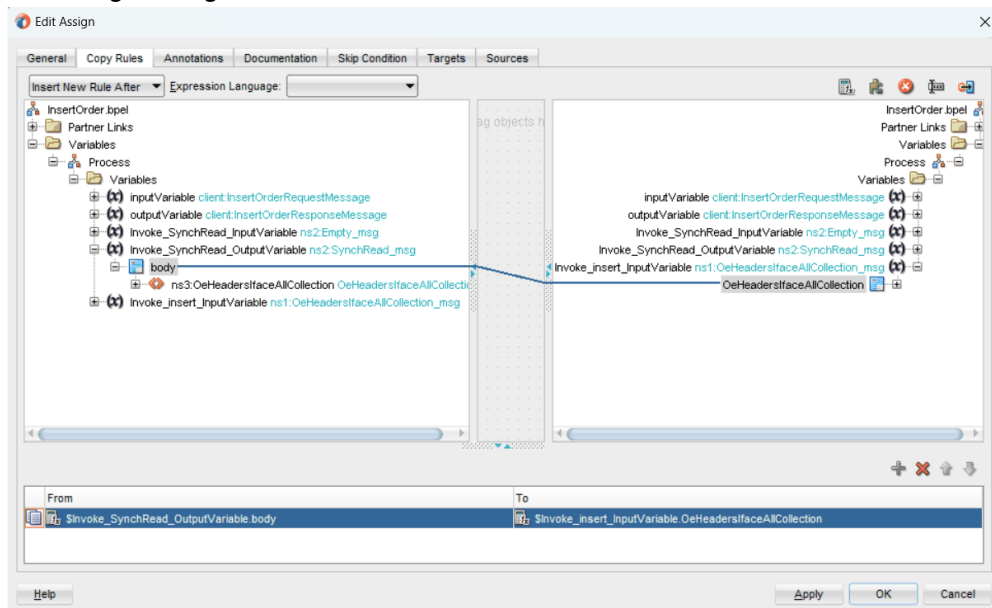 Edit Assign
General Copy Rules Annotations Documentation Skip Condition Targets Sources
Insert New Rule After Expression Language:
InsertOrder.bpel
Partner Links
Variables
Process
Variables
inputVariable client:InsertOrderRequestMessage
outputVariable client:InsertOrderResponseMessage
Invoke_SynchRead_InputVariable ns2:Empty_msg
Invoke_SynchRead_OutputVariable ns2:SynchRead_msg
body
ns3:OeHeadersIfaceAllCollection OeHeadersIfaceAllCollecti
Invoke_insert_InputVariable ns1:OeHeadersIfaceAllCollection_msg
ag objects h
InsertOrder.bpel
Partner Links
Variables
Process
Variables
inputVariable client:InsertOrderRequestMessage
outputVariable client:InsertOrderResponseMessage
Invoke_SynchRead_InputVariable ns2:Empty_msg
Invoke_SynchRead_OutputVariable ns2:SynchRead_msg
Invoke_insert_InputVariable ns1:OeHeadersIfaceAllCollection_msg
OeHeadersIfaceAllCollection
From To
$Invoke_SynchRead_OutputVariable.body $Invoke_insert_InputVariable.OeHeadersIfaceAllCollection
Help Apply OK Cancel